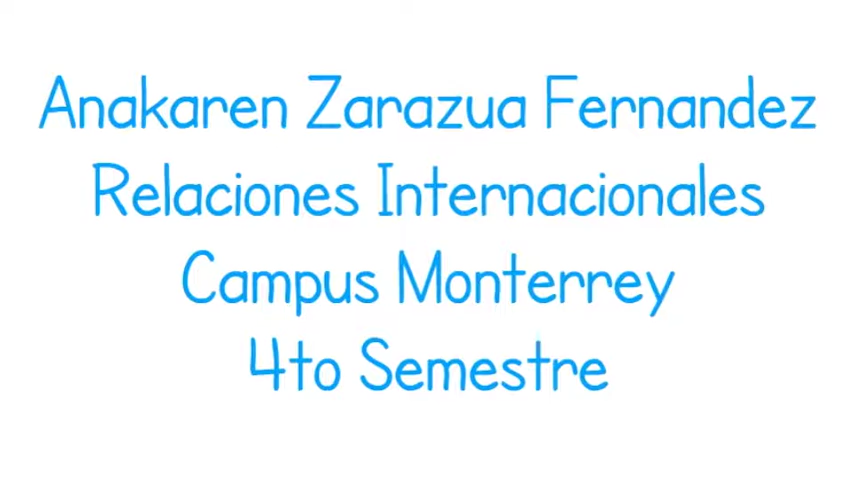 Anakaren Zarazua Fernandez
Relaciones Internacionales
Campus Monterrey
4to Semestre